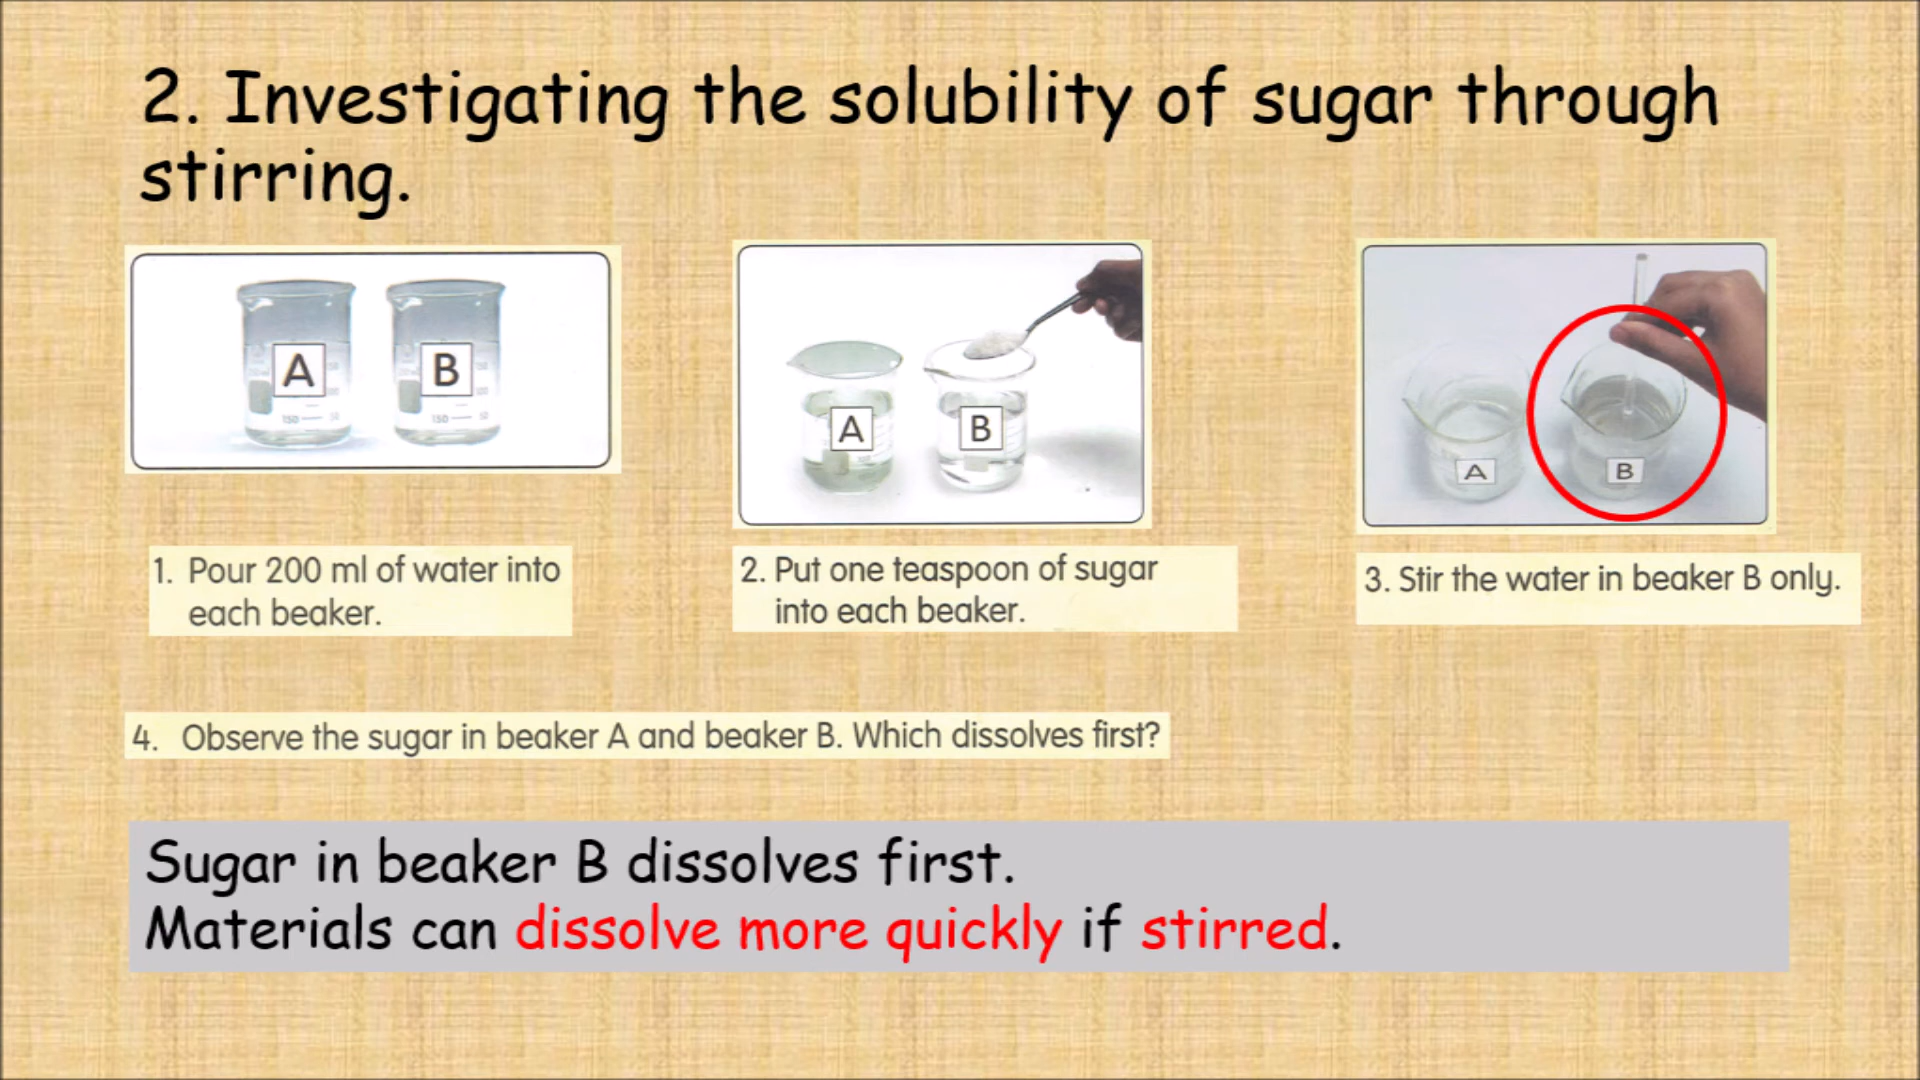 2. Investigating the solubility of sugar through
stirring.
A
B
A
B
A
B
1. Pour 200 ml of water into
each beaker.
2. Put one teaspoon of sugar
into each beaker.
3. Stir the water in beaker B only.
4. Observe the sugar in beaker A and beaker B. Which dissolves first?
Sugar in beaker B dissolves first.
Materials can dissolve more quickly if stirred.